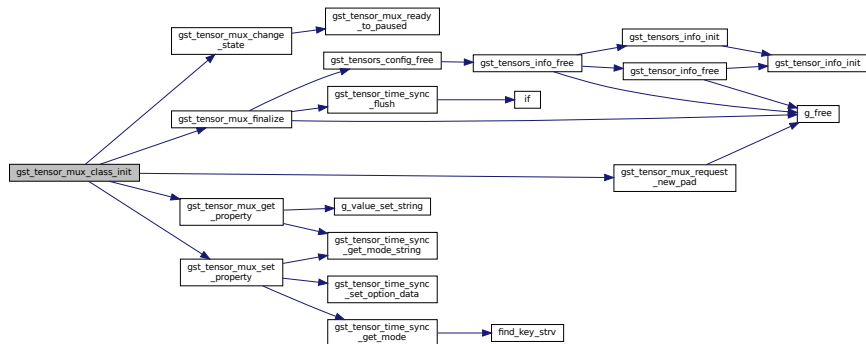 gst_tensor_mux_change
_state
gst_tensor_mux_ready
_to_paused
gst_tensors_config_free
gst_tensors_info_free
gst_tensors_info_init
gst_tensor_info_free
gst_tensor_info_init
gst_tensor_time_sync
_flush
if
gst_tensor_mux_finalize
g_free
gst_tensor_mux_class_init
gst_tensor_mux_request
_new_pad
gst_tensor_mux_get
_property
g_value_set_string
gst_tensor_time_sync
_get_mode_string
gst_tensor_mux_set
_property
gst_tensor_time_sync
_set_option_data
gst_tensor_time_sync
_get_mode
find_key_strv